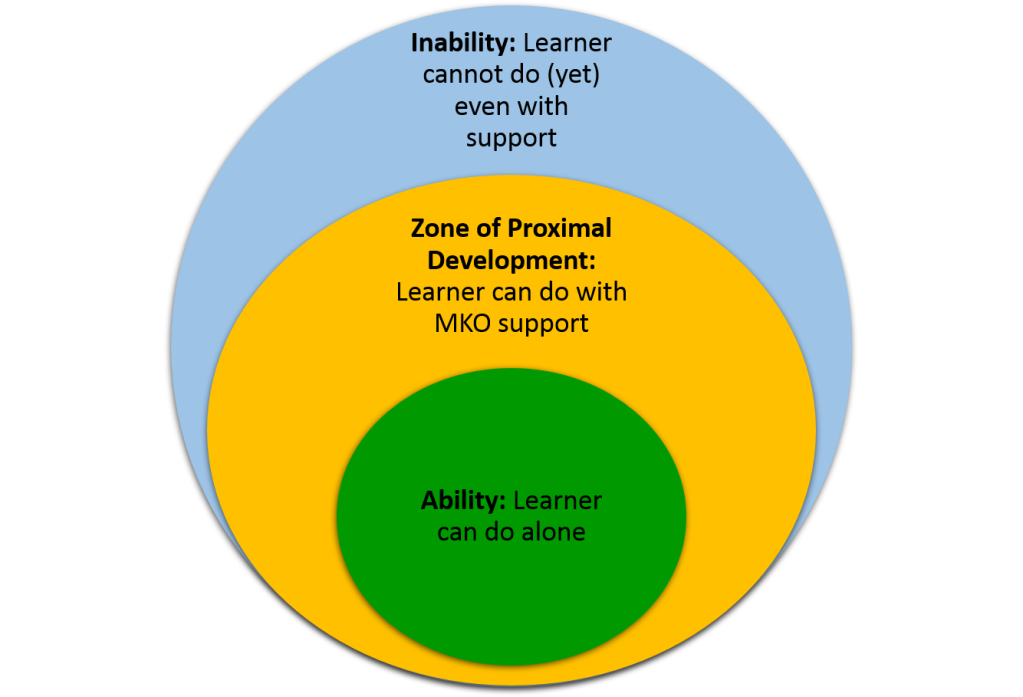 Inability: Learner
cannot do (yet)
even with
support
Zone of Proximal
Development:
Learner can do with
MKO support
Ability: Learner
can do alone